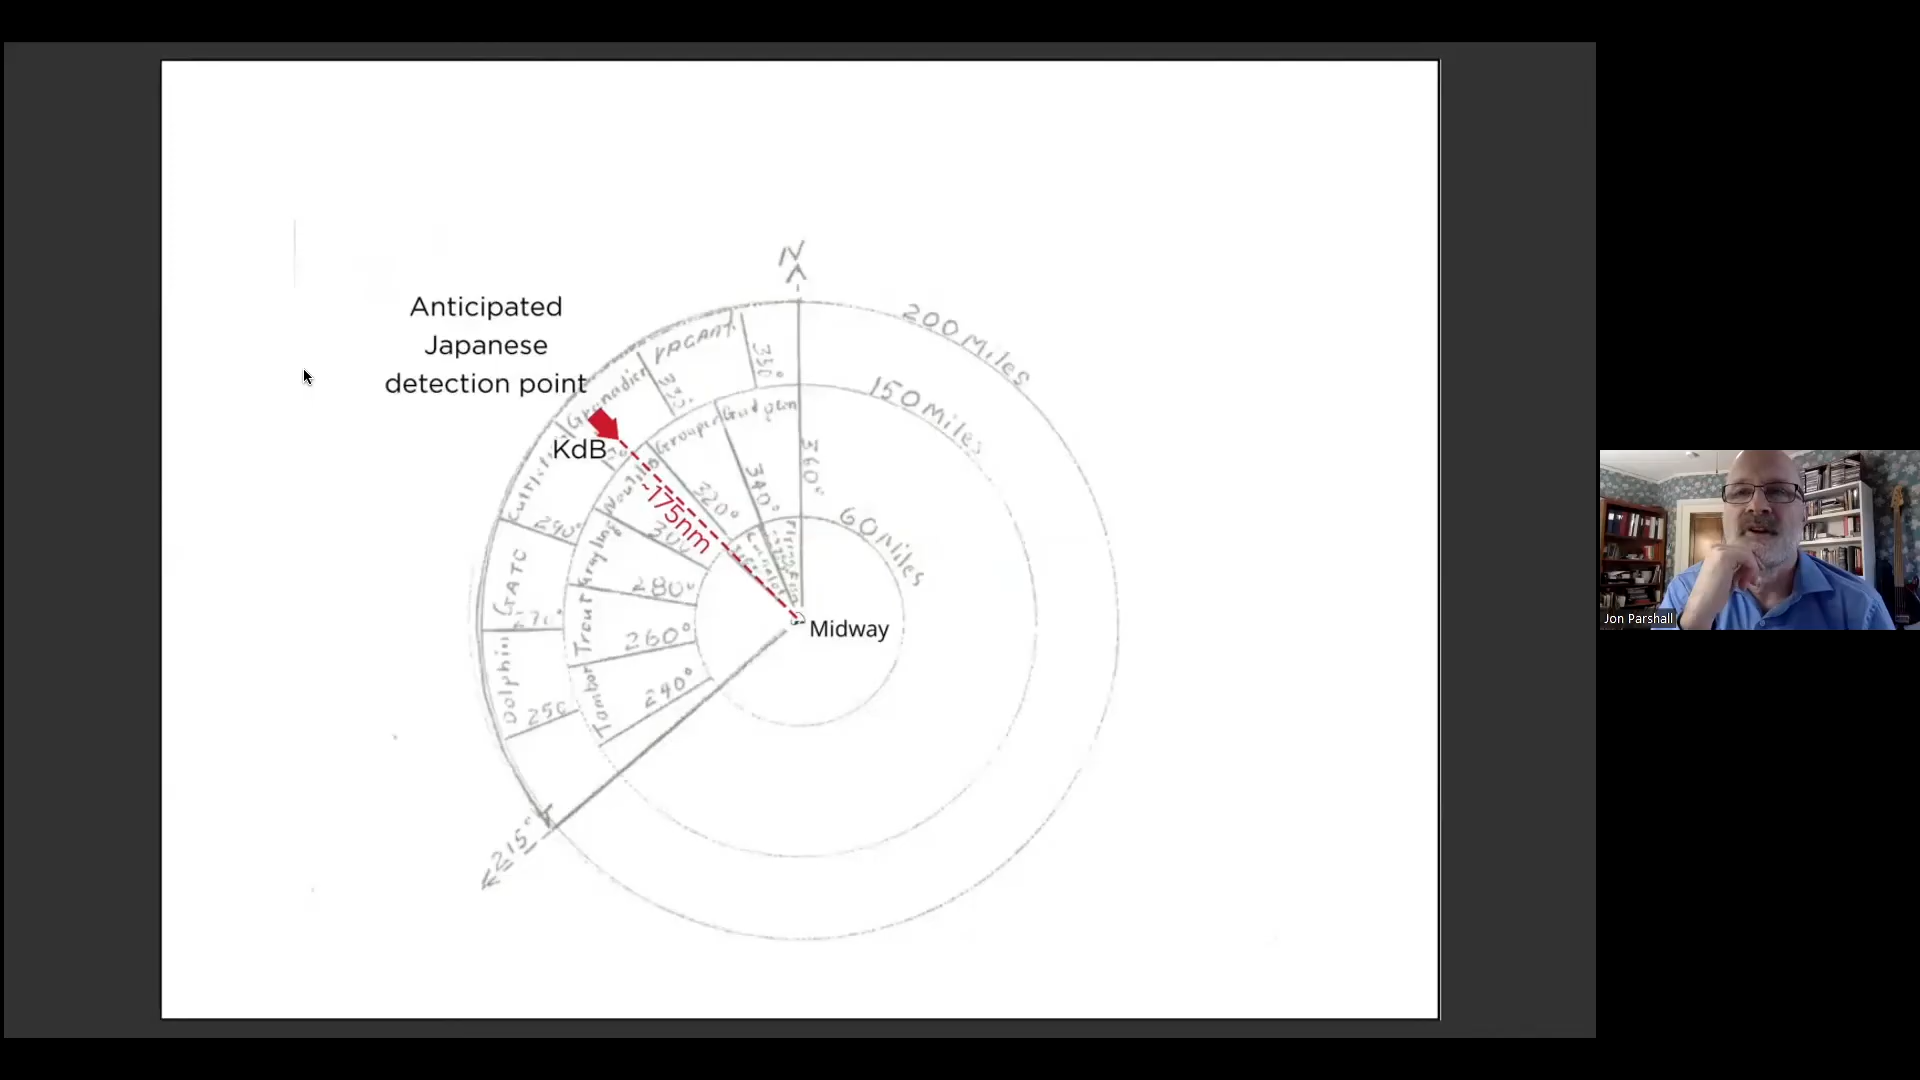 N
200 Miles
Anticipated
Japanese
detection point
VACANT
350°
Grenadier
335°
150 Miles
KdB
Grouper
Gudgeon
~175nm
320°
340°
360°
60 Miles
290°
300
Grayling
280°
GATO
270°
Trout
260°
Midway
Dolphin
250
Tambor
240°
215°
Jon Parshall